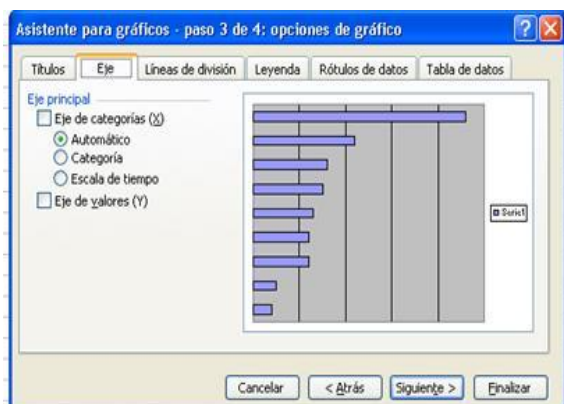 Asistente para gráficos - paso 3 de 4: opciones de gráfico
Títulos Eje Líneas de división Leyenda Rótulos de datos Tabla de datos
Eje principal
Eje de categorías (X)
Automático
Categoría
Escala de tiempo
Eje de valores (Y)
Serie1
Cancelar < Atrás Siguiente > Finalizar